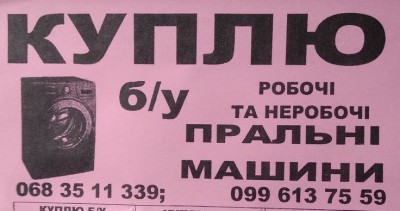 КУПЛЮ
б/у
РОБОЧІ
ТА НЕРОБОЧІ
ПРАЛЬНІ
МАШИНИ
068 35 11 339; 099 613 75 59
КУПЛЮ Б/У